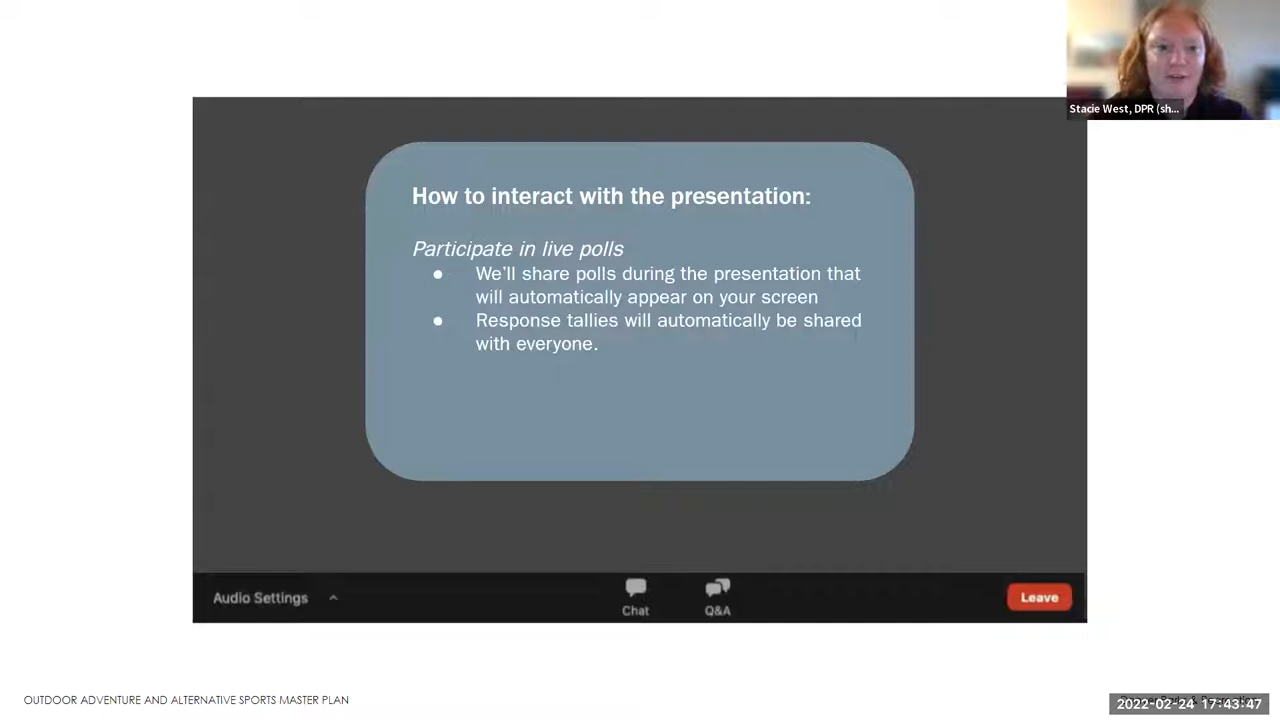 Stacie West, DPR (sh...
How to interact with the presentation:
Participate in live polls
● We'll share polls during the presentation that
will automatically appear on your screen
● Response tallies will automatically be shared
with everyone.
Audio Settings
Chat
Q&A
Leave
OUTDOOR ADVENTURE AND ALTERNATIVE SPORTS MASTER PLAN
2022-02-24 17:43:47